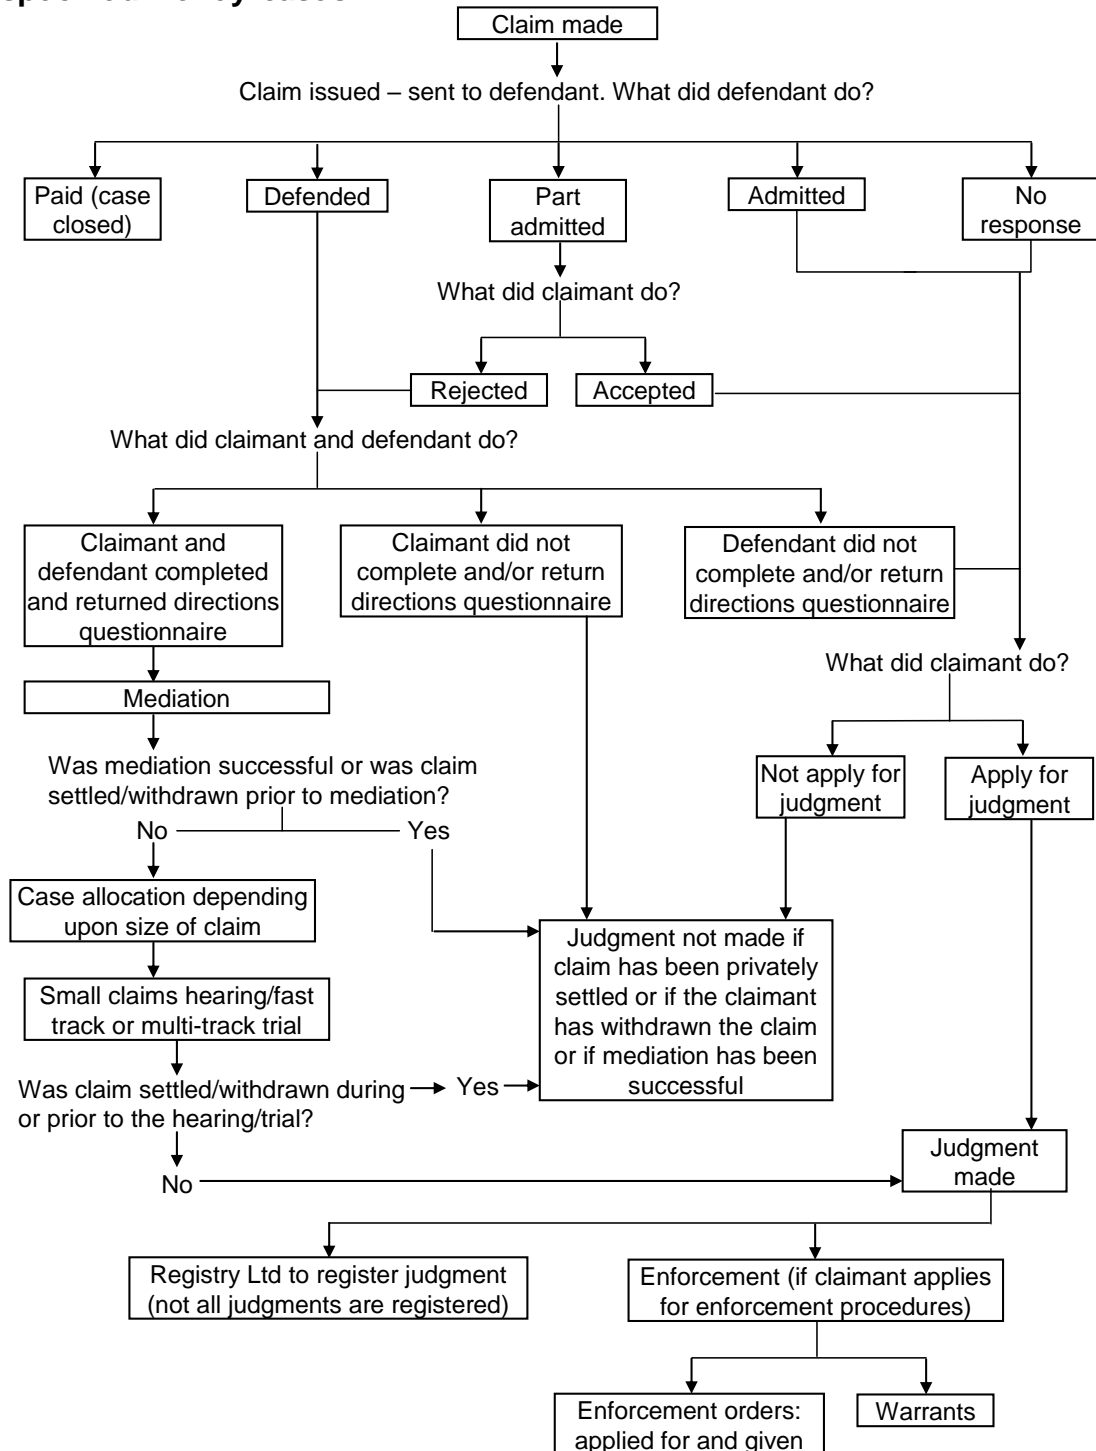 Claim made
Claim issued – sent to defendant. What did defendant do?
Paid (case
closed)
Defended
Part
admitted
Admitted
No
response
What did claimant do?
Rejected
Accepted
What did claimant and defendant do?
Claimant and
defendant completed
and returned directions
questionnaire
Claimant did not
complete and/or return
directions questionnaire
Defendant did not
complete and/or return
directions questionnaire
What did claimant do?
Mediation
Was mediation successful or was claim
settled/withdrawn prior to mediation?
No
Yes
Not apply for
judgment
Apply for
judgment
Case allocation depending
upon size of claim
Small claims hearing/fast
track or multi-track trial
Judgment not made if
claim has been privately
settled or if the claimant
has withdrawn the claim
or if mediation has been
successful
Was claim settled/withdrawn during
or prior to the hearing/trial?
Yes
No
Judgment
made
Registry Ltd to register judgment
(not all judgments are registered)
Enforcement (if claimant applies
for enforcement procedures)
Enforcement orders:
applied for and given
Warrants